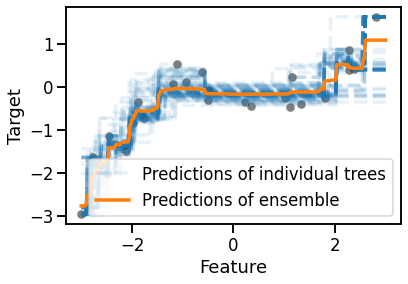 1
0
−1
−2
−3
Target
Predictions of individual trees
Predictions of ensemble
−2 0 2
Feature